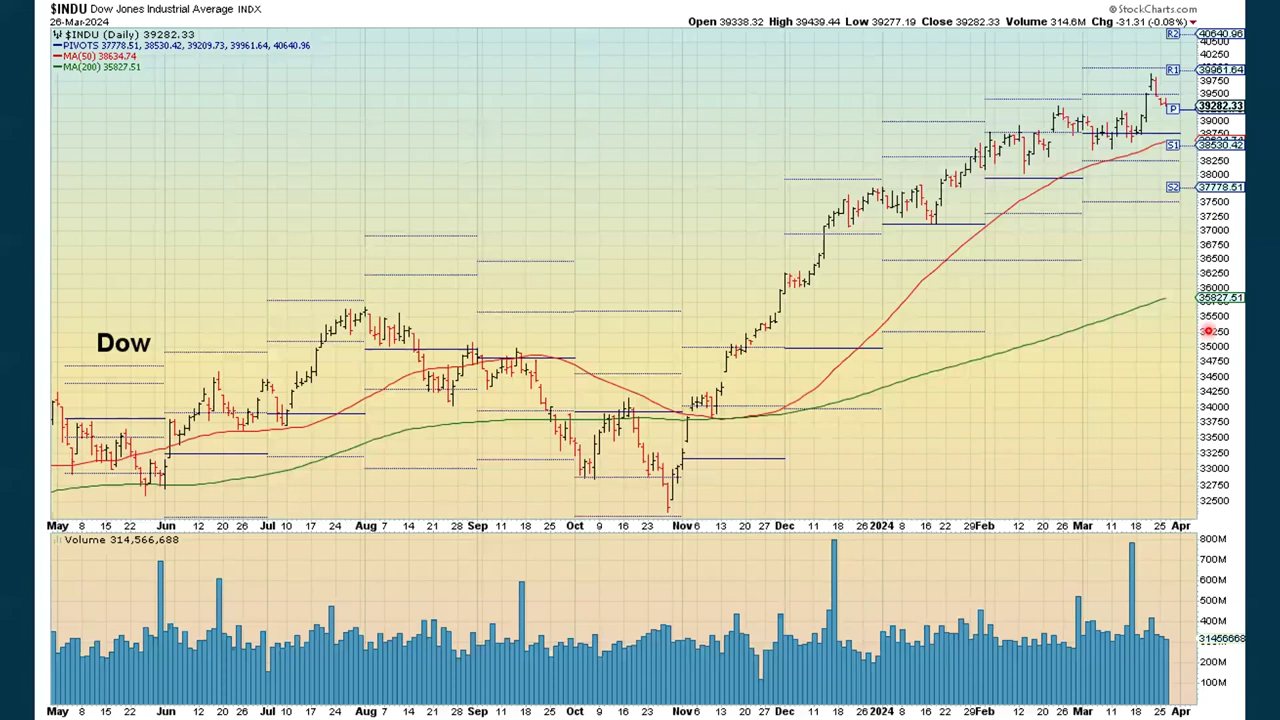 $INDU Dow Jones Industrial Average INDX
© StockCharts.com
26-Mar-2024
Open 39338.32 High 39439.44 Low 39277.19 Close 39282.33 Volume 314.6M Chg -31.31 (-0.08%)
$INDU (Daily) 39282.33
PIVOTS 37778.51, 38530.42, 39209.73, 39961.64, 40640.96
MA(50) 38634.74
MA(200) 35827.51
R2 40640.96
40500
40250
R1 39961.64
39750
39500
P 39282.33
39000
38750
S1 38530.42
38250
38000
S2 37778.51
37500
37250
37000
36750
36500
36250
36000
35827.51
35500
35000
34750
34500
34250
34000
33750
33500
33250
33000
32750
32500
Dow
May 8 15 22 Jun 12 20 26 Jul 10 17 24 Aug 7 14 21 28 Sep 11 18 25 Oct 9 16 23 Nov 6 13 20 27 Dec 11 18 26 2024 8 16 22 29 Feb 12 20 26 Mar 11 18 25 Apr
Volume 314,566,688
800M
700M
600M
500M
400M
31456668
200M
100M
May 8 15 22 Jun 12 20 26 Jul 10 17 24 Aug 7 14 21 28 Sep 11 18 25 Oct 9 16 23 Nov 6 13 20 27 Dec 11 18 26 2024 8 16 22 29 Feb 12 20 26 Mar 11 18 25 Apr